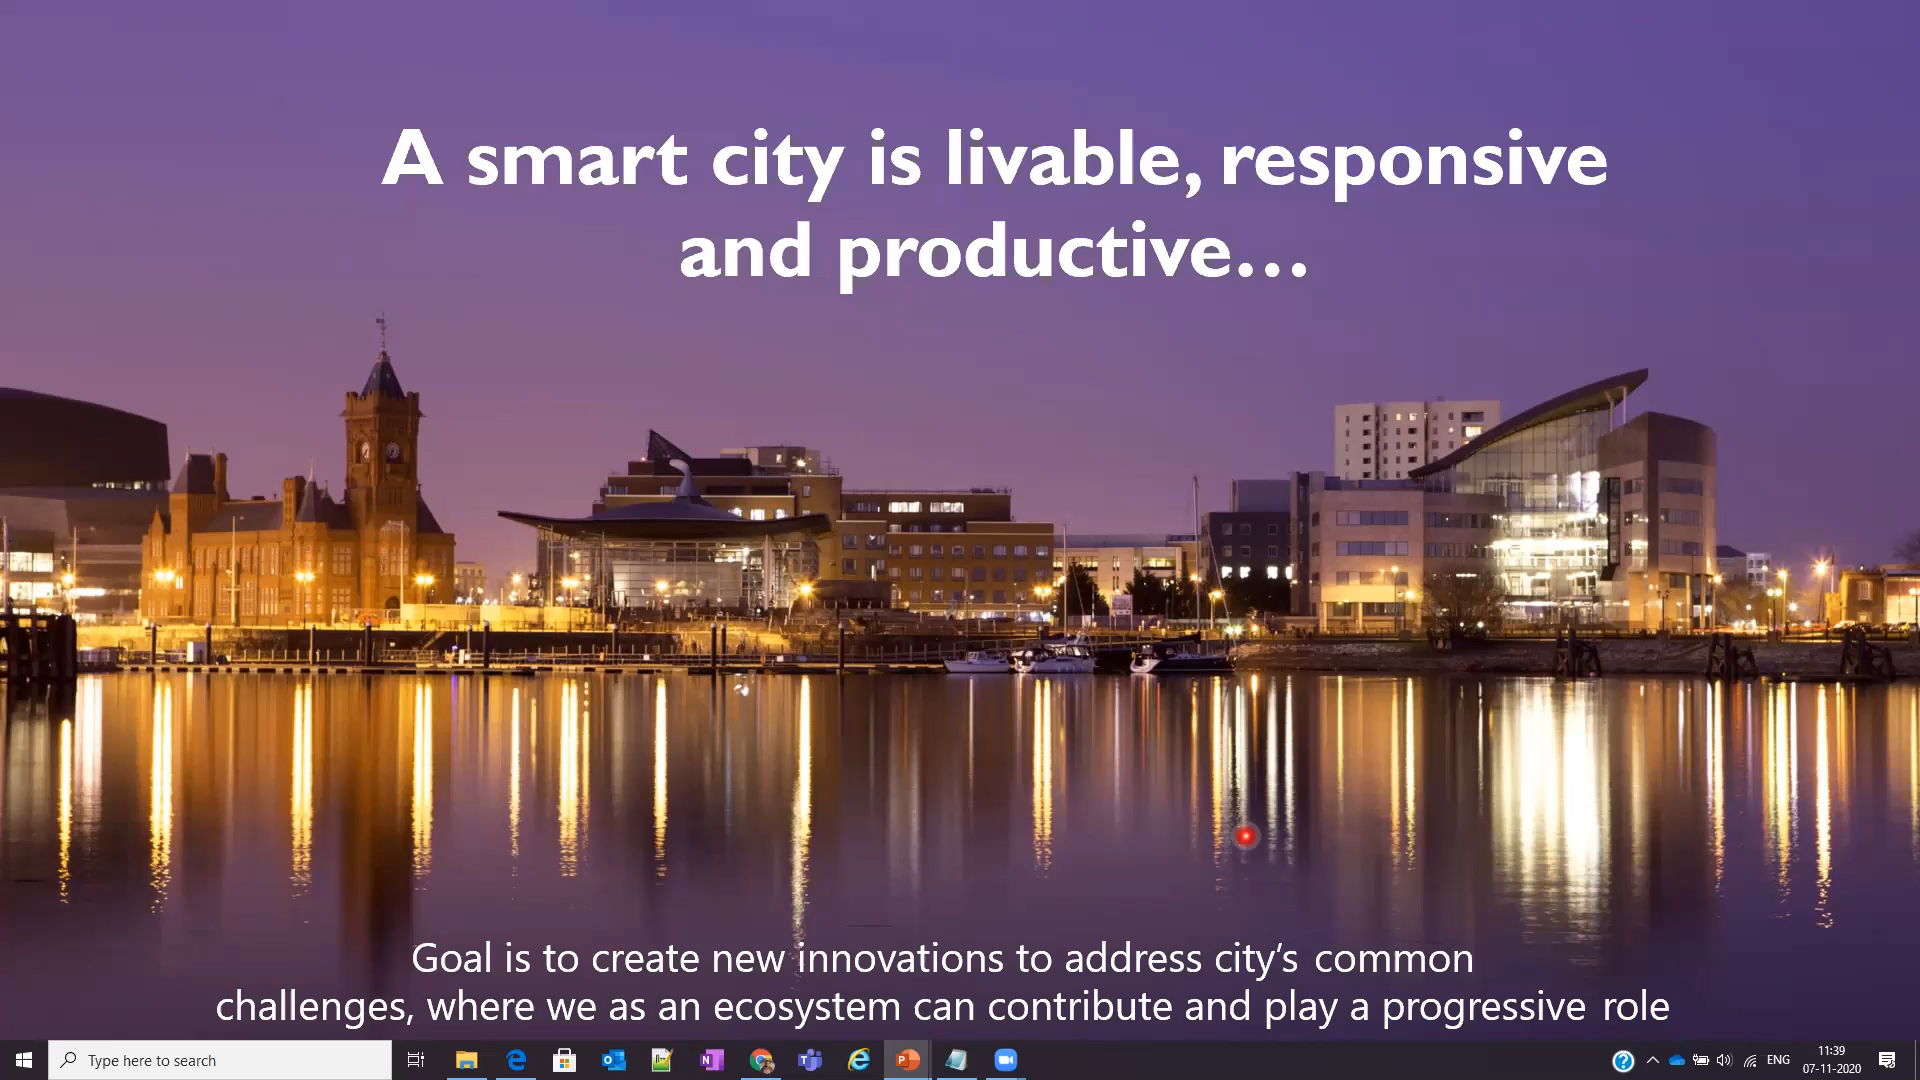 A smart city is livable, responsive
and productive...
Goal is to create new innovations to address city's common
challenges, where we as an ecosystem can contribute and play a progressive role
Type here to search
ENG
11:39
07-11-2020